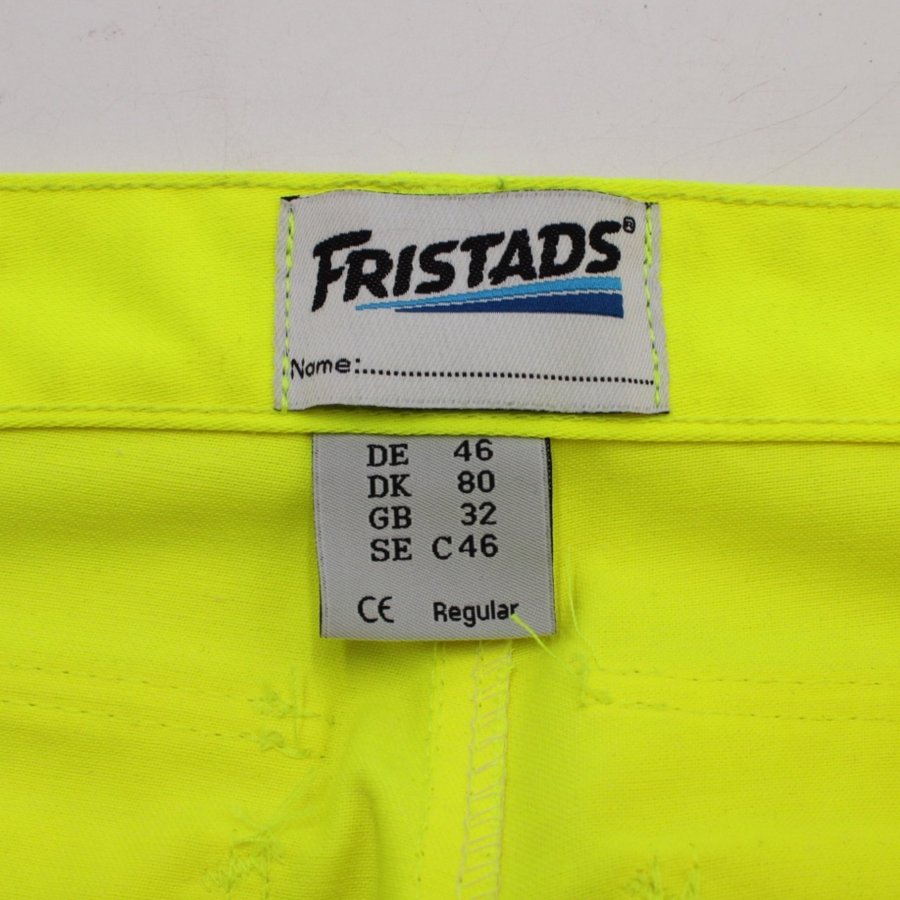 FRISTADS®
Name:..........................................
DE 46
DK 80
GB 32
SE C46
CE Regular